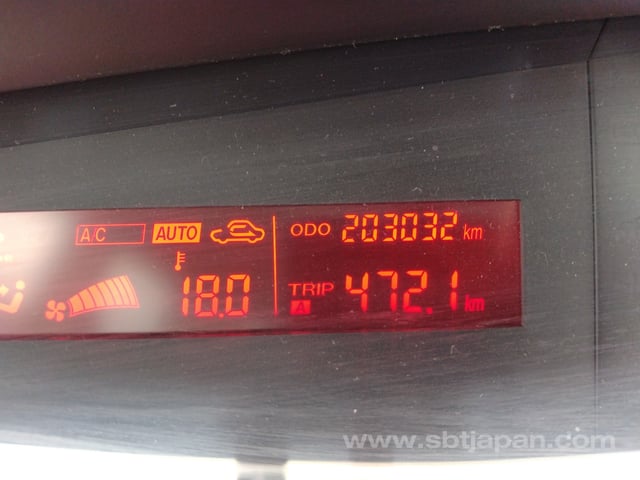 A/C AUTO
18.0
ODO 203032 km
TRIP A 472.1 km
www.sbtjapan.com